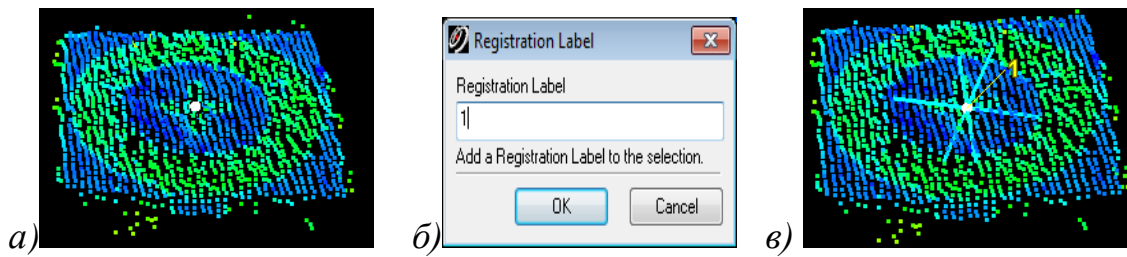 Registration Label
Registration Label
1
Add a Registration Label to the selection.
OK Cancel
1
а) б) в)